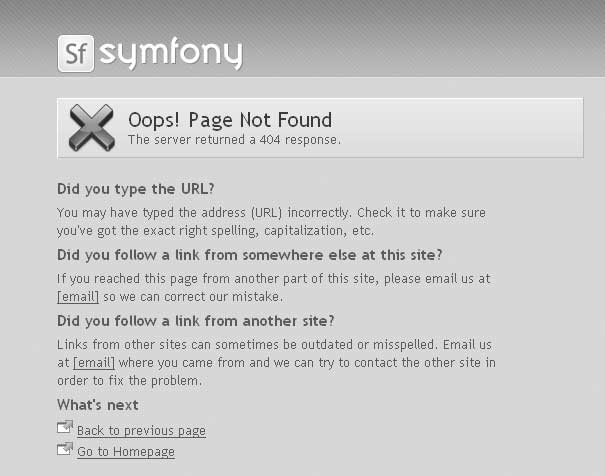 Sf symfony
Oops! Page Not Found
The server returned a 404 response.
Did you type the URL?
You may have typed the address (URL) incorrectly. Check it to make sure
you've got the exact right spelling, capitalization, etc.
Did you follow a link from somewhere else at this site?
If you reached this page from another part of this site, please email us at
[email] so we can correct our mistake.
Did you follow a link from another site?
Links from other sites can sometimes be outdated or misspelled. Email us
at [email] where you came from and we can try to contact the other site in
order to fix the problem.
What's next
Back to previous page
Go to Homepage